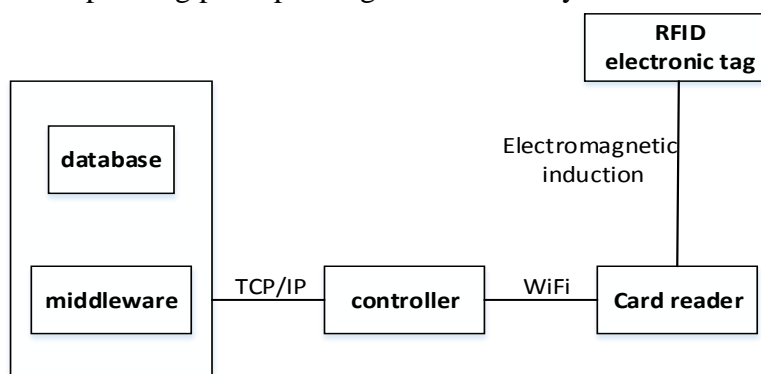 RFID
electronic tag
database
Electromagnetic
induction
middleware
TCP/IP
controller
WiFi
Card reader